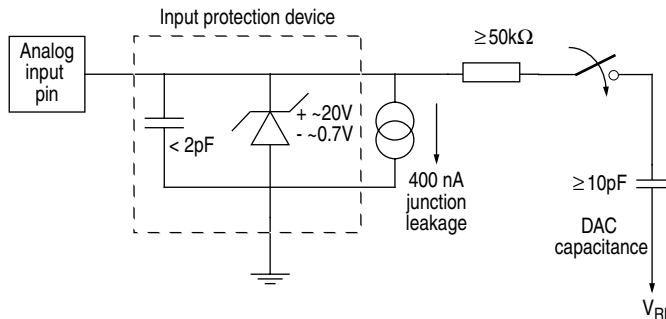 Input protection device
Analog
input
pin
≥50kΩ
+ ~20V
- ~0.7V
< 2pF
400 nA
junction
leakage
≥10pF
DAC
capacitance